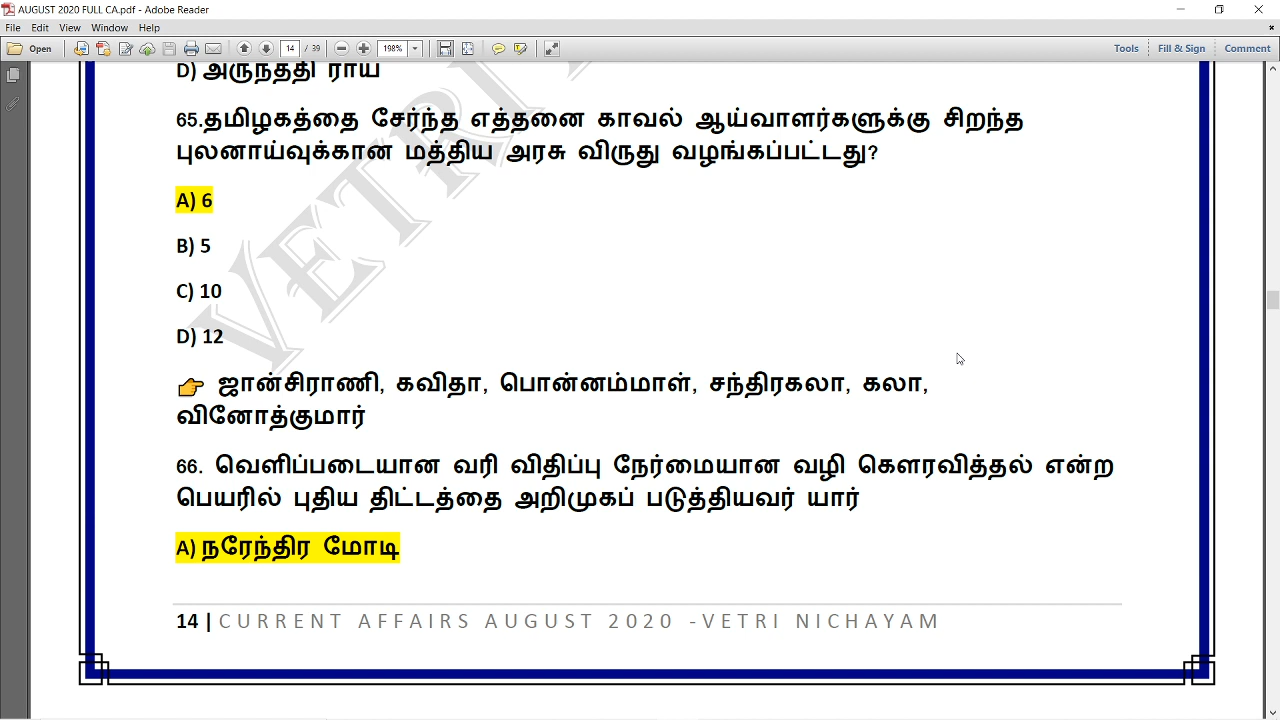 AUGUST 2020 FULL CA.pdf - Adobe Reader
File Edit View Window Help
Open 14 / 39 198% Tools Fill & Sign Comment
D) அருந்ததி ராய்
65.தமிழகத்தை சேர்ந்த எத்தனை காவல் ஆய்வாளர்களுக்கு சிறந்த
புலனாய்வுக்கான மத்திய அரசு விருது வழங்கப்பட்டது?
A) 6
B) 5
C) 10
D) 12
👉 ஜான்சிராணி, கவிதா, பொன்னம்மாள், சந்திரகலா, கலா,
வினோத்குமார்
66. வெளிப்படையான வரி விதிப்பு நேர்மையான வழி கௌரவித்தல் என்ற
பெயரில் புதிய திட்டத்தை அறிமுகப் படுத்தியவர் யார்
A) நரேந்திர மோடி
14 | CURRENT AFFAIRS AUGUST 2020 -VETRI NICHAYAM
VETRI